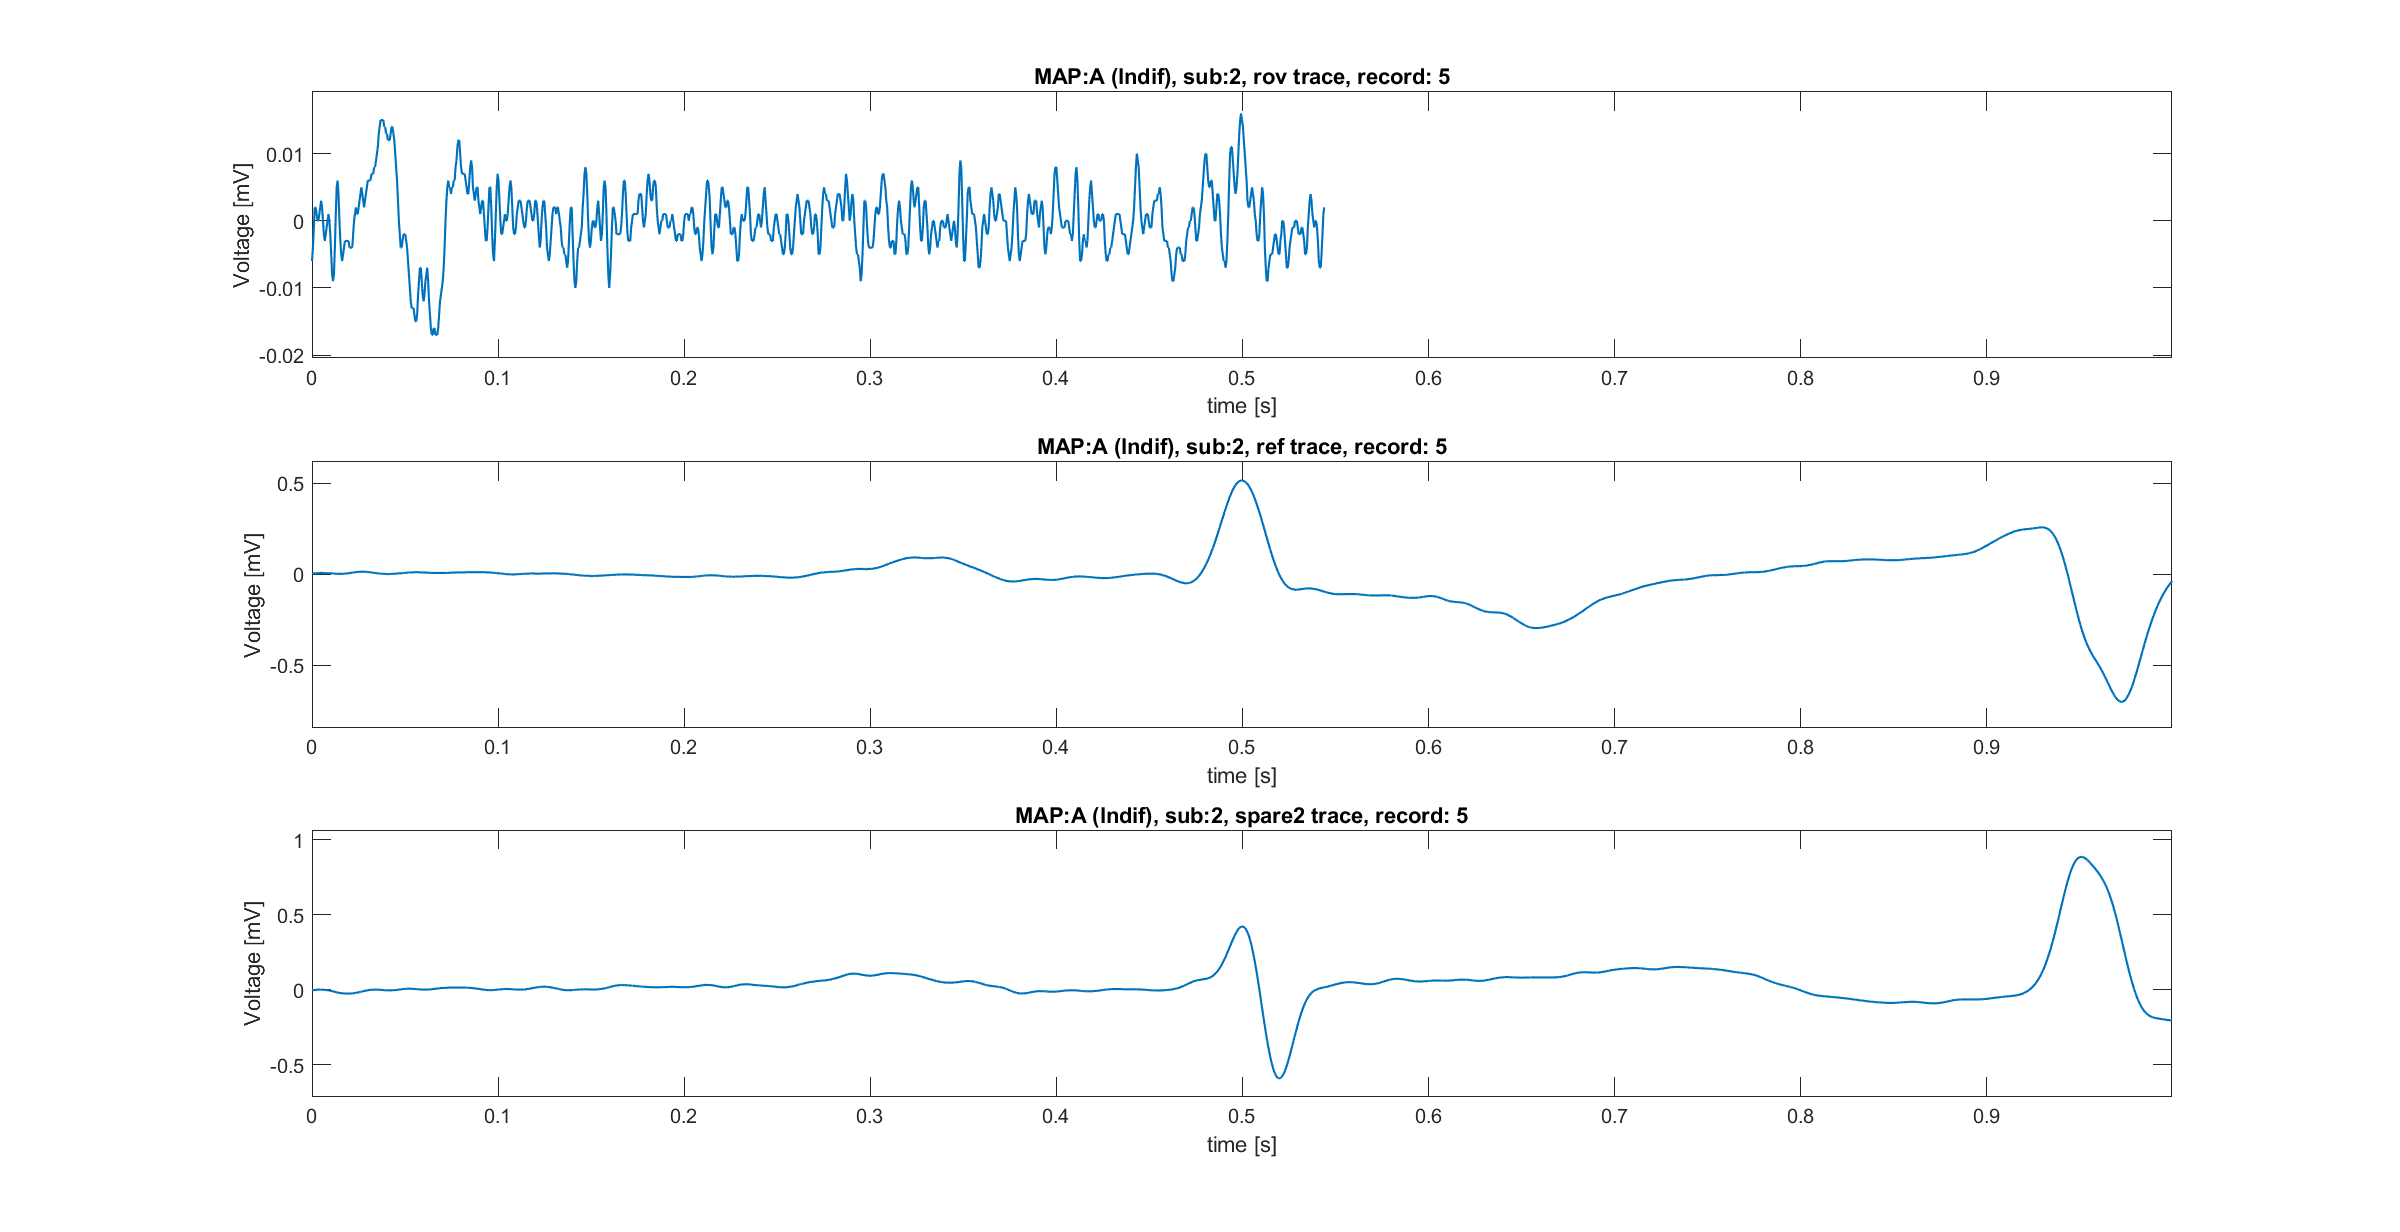 MAP:A (Indif), sub:2, rov trace, record: 5
Voltage [mV]
0.01
0
-0.01
-0.02
0 0.1 0.2 0.3 0.4 0.5 0.6 0.7 0.8 0.9
time [s]
MAP:A (Indif), sub:2, ref trace, record: 5
Voltage [mV]
0.5
0
-0.5
0 0.1 0.2 0.3 0.4 0.5 0.6 0.7 0.8 0.9
time [s]
MAP:A (Indif), sub:2, spare2 trace, record: 5
Voltage [mV]
1
0.5
0
-0.5
0 0.1 0.2 0.3 0.4 0.5 0.6 0.7 0.8 0.9
time [s]